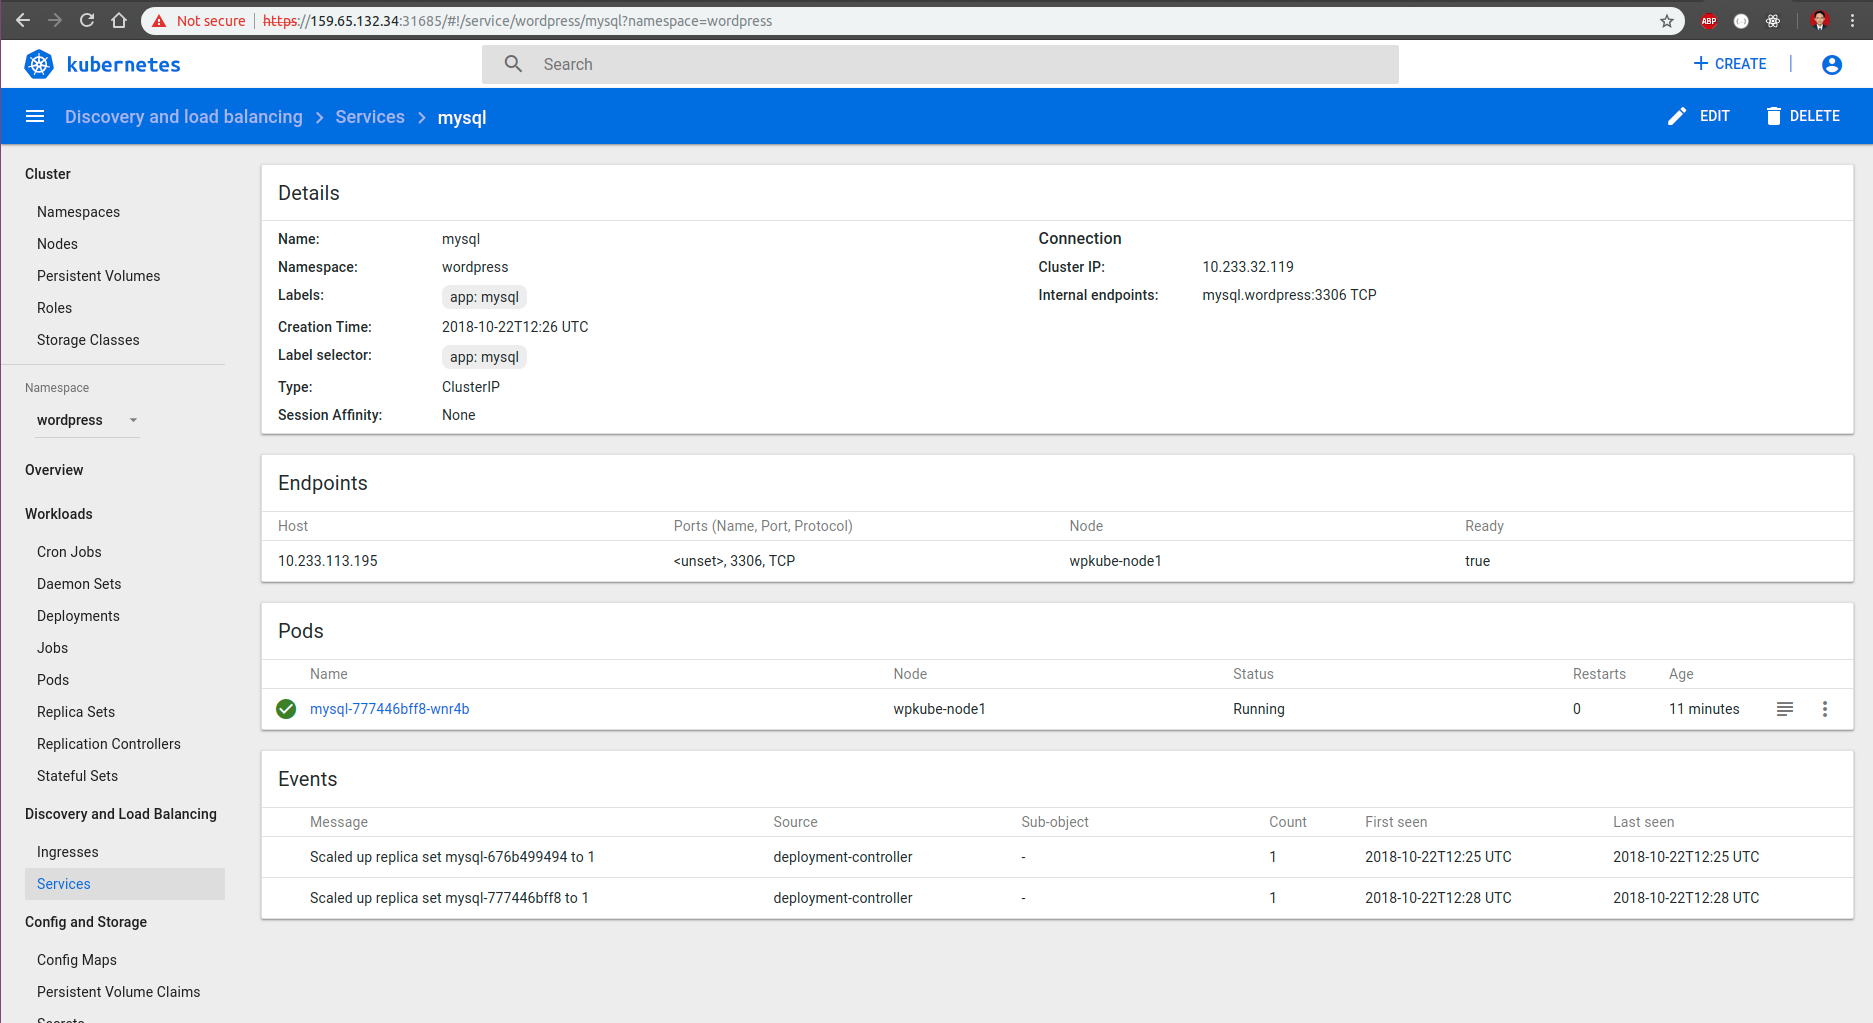 Not secure | https://159.65.132.34:31685/#!/service/wordpress/mysql?namespace=wordpress
ABP
kubernetes
Search
+ CREATE
Discovery and load balancing > Services > mysql
EDIT
DELETE
Cluster
Namespaces
Nodes
Persistent Volumes
Roles
Storage Classes
Namespace
wordpress
Overview
Workloads
Cron Jobs
Daemon Sets
Deployments
Jobs
Pods
Replica Sets
Replication Controllers
Stateful Sets
Discovery and Load Balancing
Ingresses
Services
Config and Storage
Config Maps
Persistent Volume Claims
Secrets
Details
Name: mysql
Namespace: wordpress
Labels: app: mysql
Creation Time: 2018-10-22T12:26 UTC
Label selector: app: mysql
Type: ClusterIP
Session Affinity: None
Connection
Cluster IP: 10.233.32.119
Internal endpoints: mysql.wordpress:3306 TCP
Endpoints
Host Ports (Name, Port, Protocol) Node Ready
10.233.113.195 <unset>, 3306, TCP wpkube-node1 true
Pods
Name Node Status Restarts Age
mysql-777446bff8-wnr4b wpkube-node1 Running 0 11 minutes
Events
Message Source Sub-object Count First seen Last seen
Scaled up replica set mysql-676b499494 to 1 deployment-controller - 1 2018-10-22T12:25 UTC 2018-10-22T12:25 UTC
Scaled up replica set mysql-777446bff8 to 1 deployment-controller - 1 2018-10-22T12:28 UTC 2018-10-22T12:28 UTC